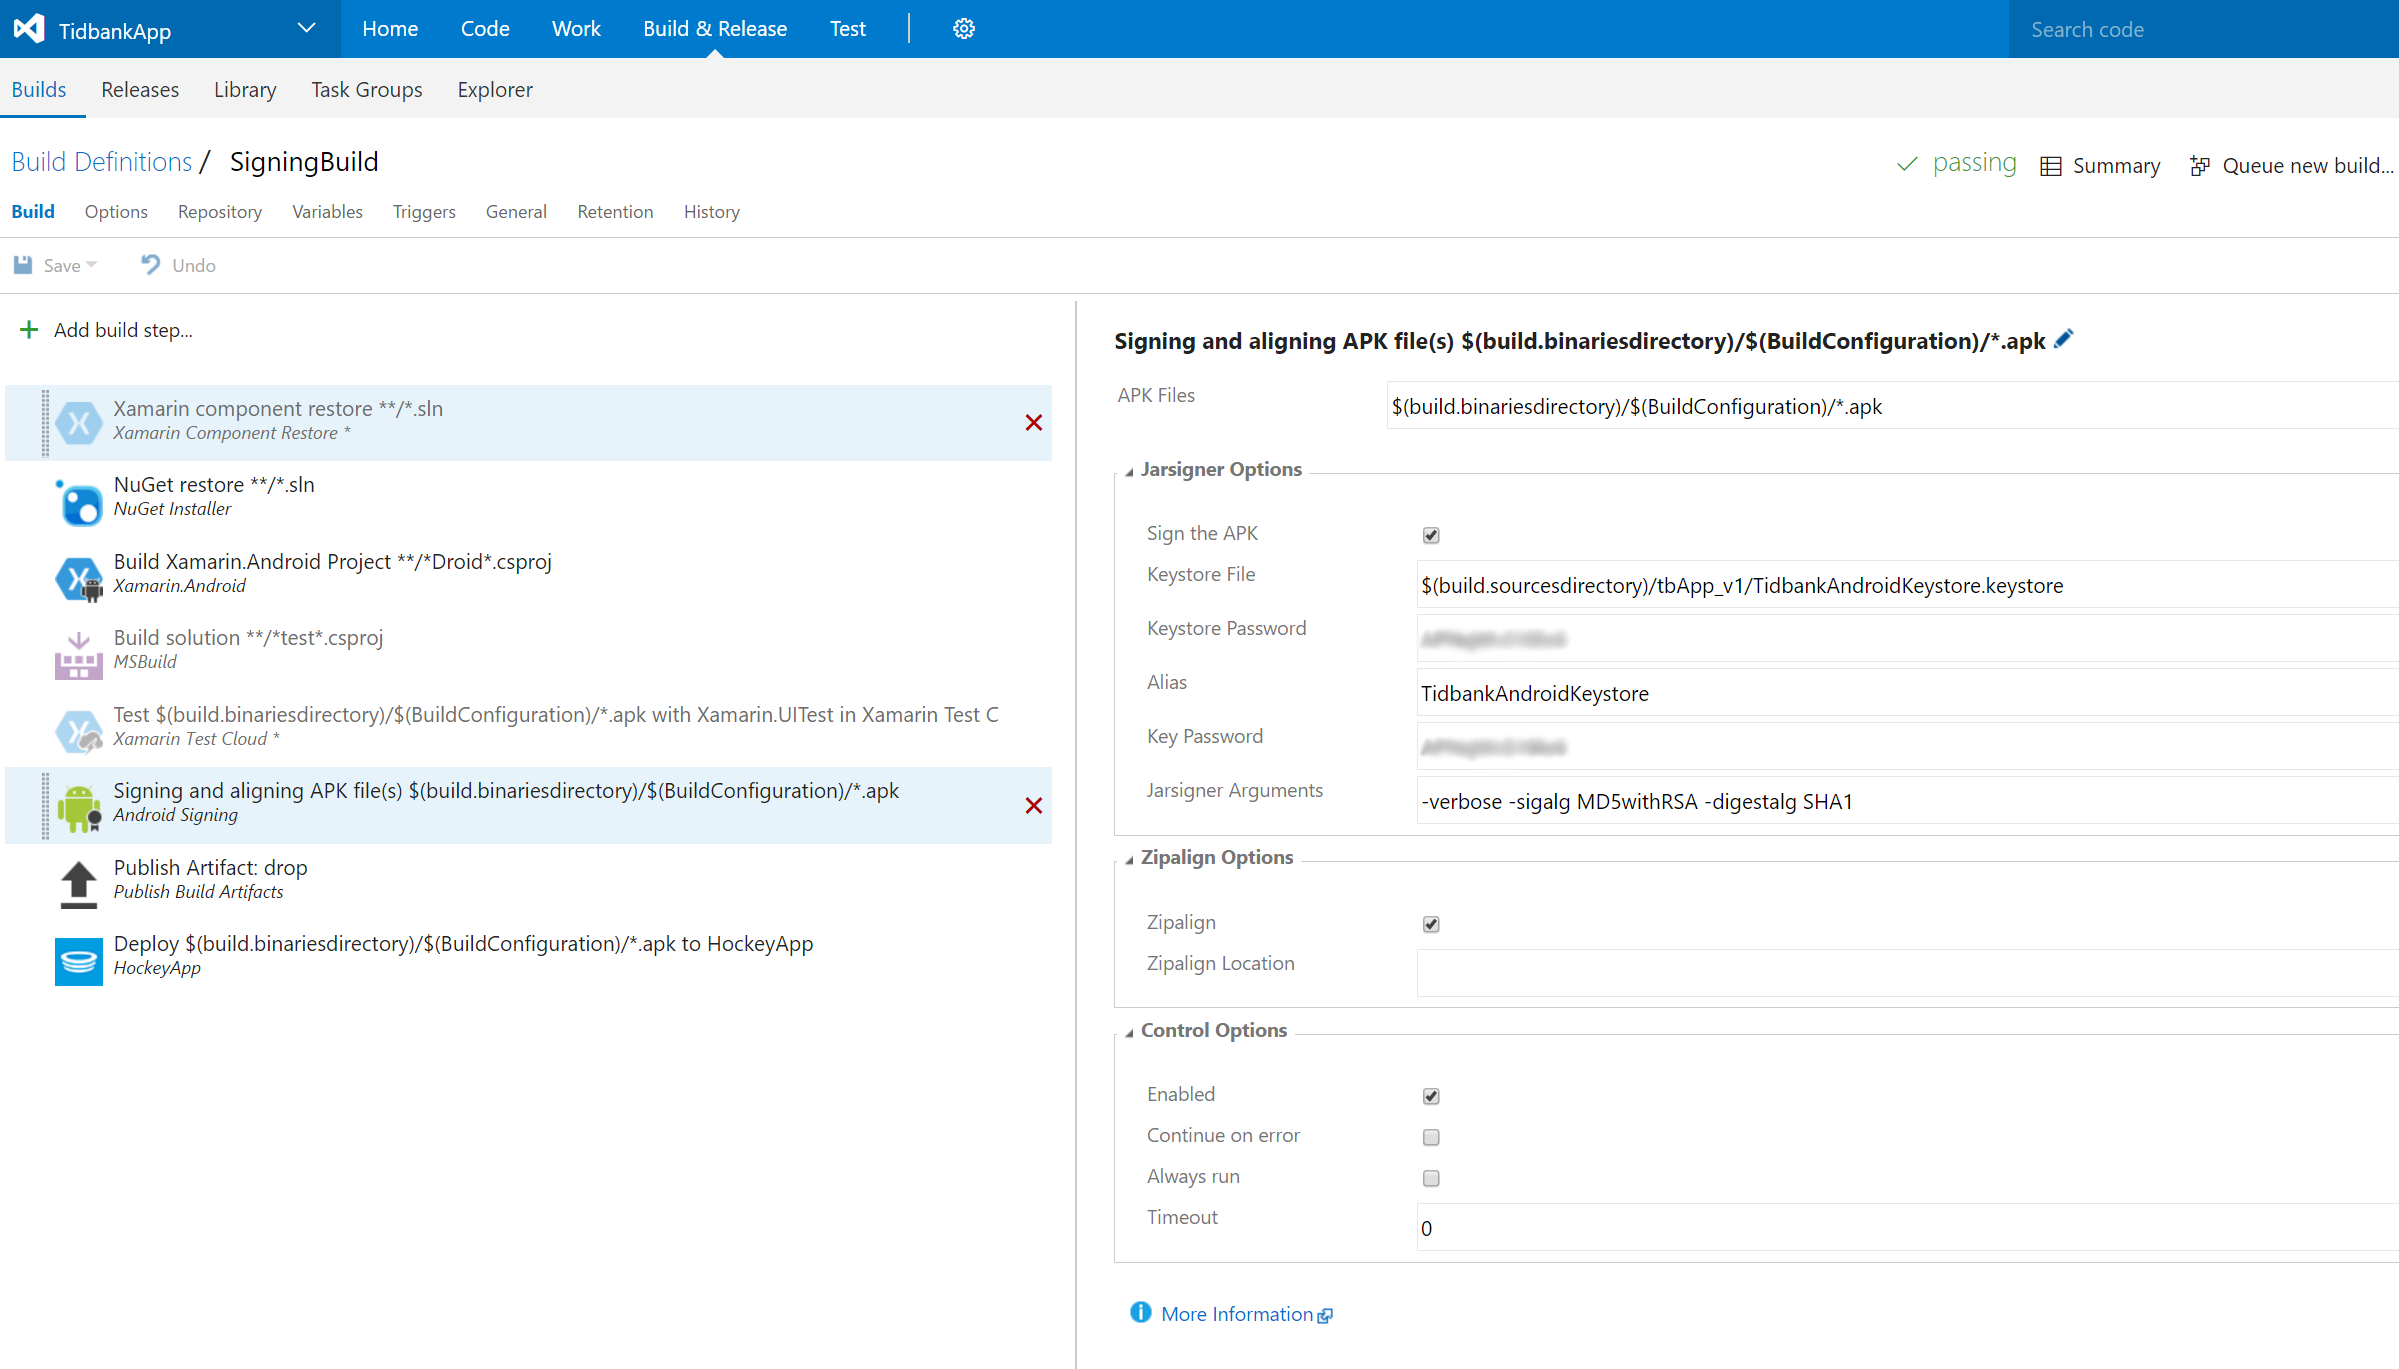 TidbankApp
Home Code Work Build & Release Test
Search code
Builds Releases Library Task Groups Explorer
Build Definitions / SigningBuild
passing Summary Queue new build...
Build Options Repository Variables Triggers General Retention History
Save Undo
Add build step...
Xamarin component restore **/*.sln
Xamarin Component Restore *
NuGet restore **/*.sln
NuGet Installer
Build Xamarin.Android Project **/*Droid*.csproj
Xamarin.Android
Build solution **/*test*.csproj
MSBuild
Test $(build.binariesdirectory)/$(BuildConfiguration)/*.apk with Xamarin.UITest in Xamarin Test C
Xamarin Test Cloud *
Signing and aligning APK file(s) $(build.binariesdirectory)/$(BuildConfiguration)/*.apk
Android Signing
Publish Artifact: drop
Publish Build Artifacts
Deploy $(build.binariesdirectory)/$(BuildConfiguration)/*.apk to HockeyApp
HockeyApp
Signing and aligning APK file(s) $(build.binariesdirectory)/$(BuildConfiguration)/*.apk
APK Files $(build.binariesdirectory)/$(BuildConfiguration)/*.apk
Jarsigner Options
Sign the APK
Keystore File $(build.sourcesdirectory)/tbApp_v1/TidbankAndroidKeystore.keystore
Keystore Password
Alias TidbankAndroidKeystore
Key Password
Jarsigner Arguments -verbose -sigalg MD5withRSA -digestalg SHA1
Zipalign Options
Zipalign
Zipalign Location
Control Options
Enabled
Continue on error
Always run
Timeout 0
More Information